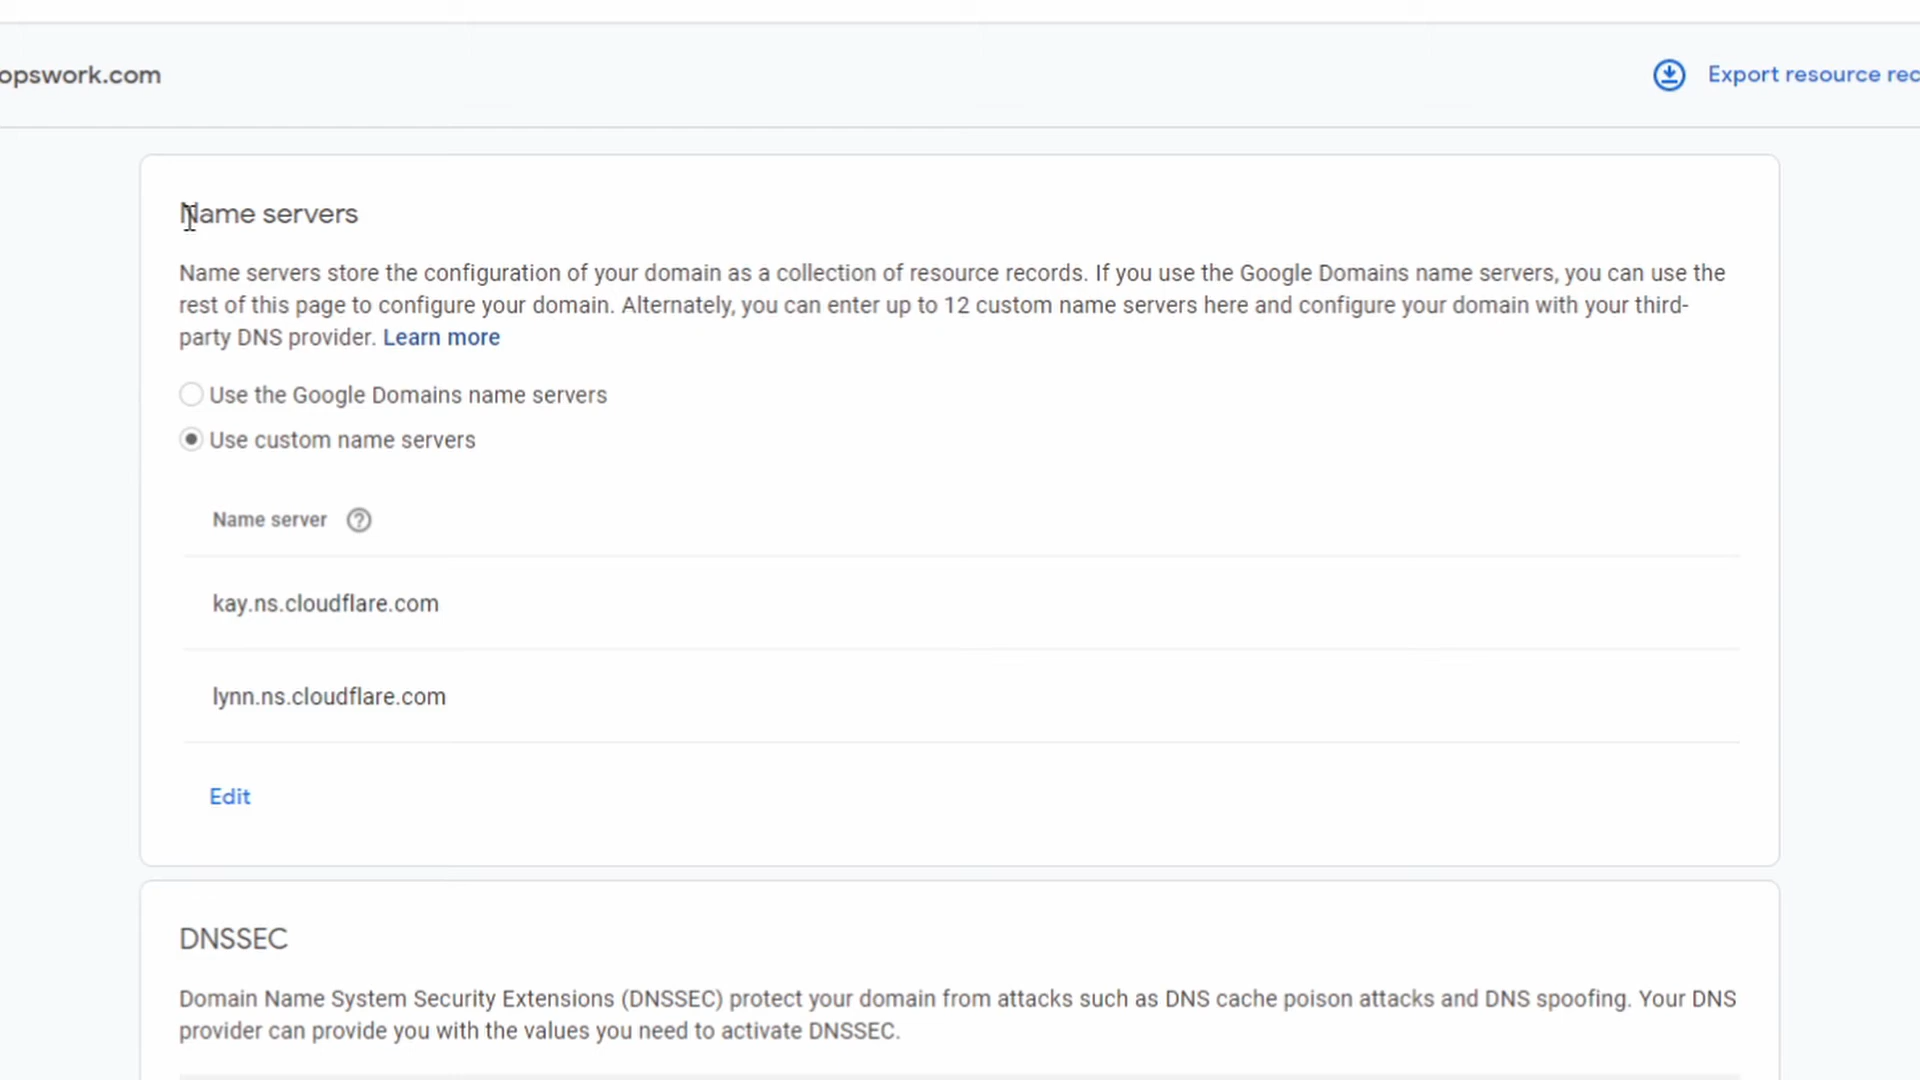 opswork.com
Export resource rec
Name servers
Name servers store the configuration of your domain as a collection of resource records. If you use the Google Domains name servers, you can use the
rest of this page to configure your domain. Alternately, you can enter up to 12 custom name servers here and configure your domain with your third-
party DNS provider. Learn more
Use the Google Domains name servers
Use custom name servers
Name server
kay.ns.cloudflare.com
lynn.ns.cloudflare.com
Edit
DNSSEC
Domain Name System Security Extensions (DNSSEC) protect your domain from attacks such as DNS cache poison attacks and DNS spoofing. Your DNS
provider can provide you with the values you need to activate DNSSEC.